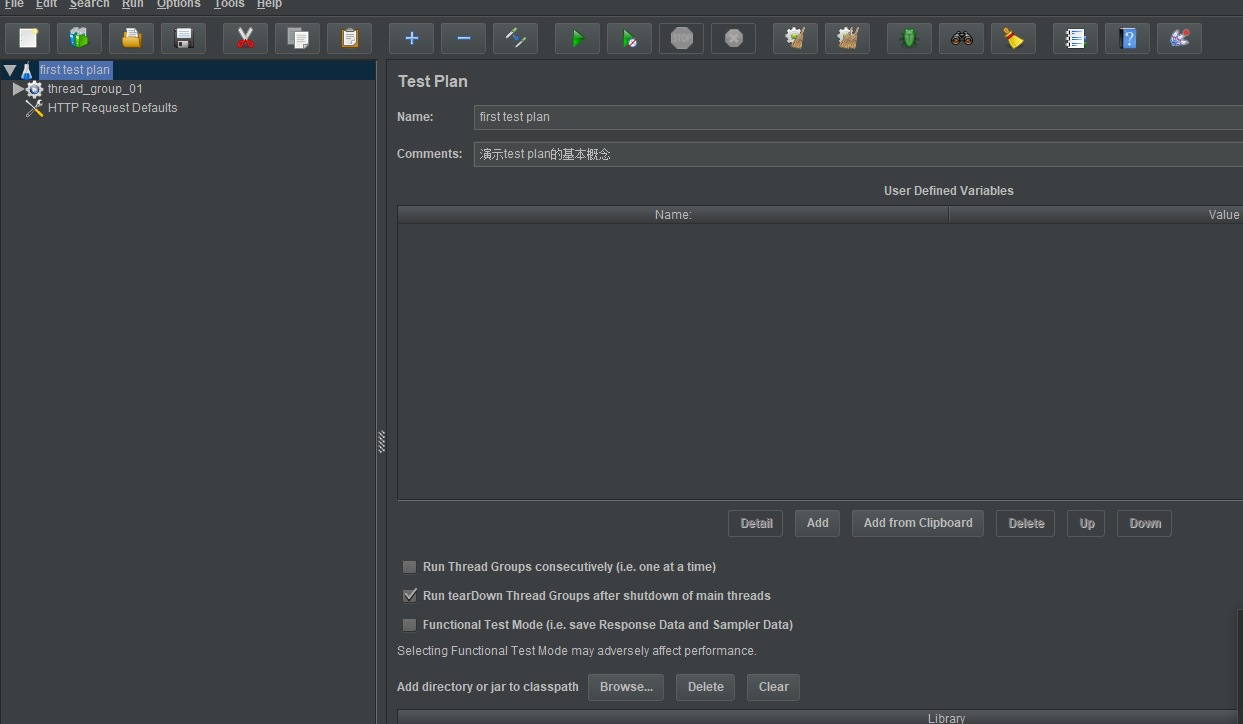 File Edit Search Run Options Tools Help
STOP
first test plan
thread_group_01
HTTP Request Defaults
Test Plan
Name: first test plan
Comments: 演示test plan的基本概念
User Defined Variables
Name: Value
Detail Add Add from Clipboard Delete Up Down
Run Thread Groups consecutively (i.e. one at a time)
Run tearDown Thread Groups after shutdown of main threads
Functional Test Mode (i.e. save Response Data and Sampler Data)
Selecting Functional Test Mode may adversely affect performance.
Add directory or jar to classpath Browse... Delete Clear
Library